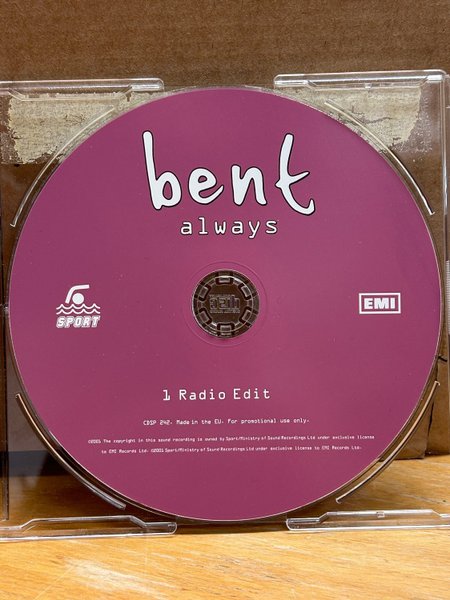 bent
always
SPORT
EMI
1 Radio Edit
CDSP 242. Made in the EU. For promotional use only.
℗2001 The copyright in this sound recording is owned by Sport/Ministry of Sound Recordings Ltd under exclusive license
to EMI Records Ltd. ©2001 Sport/Ministry of Sound Recordings Ltd under exclusive license to EMI Records Ltd.